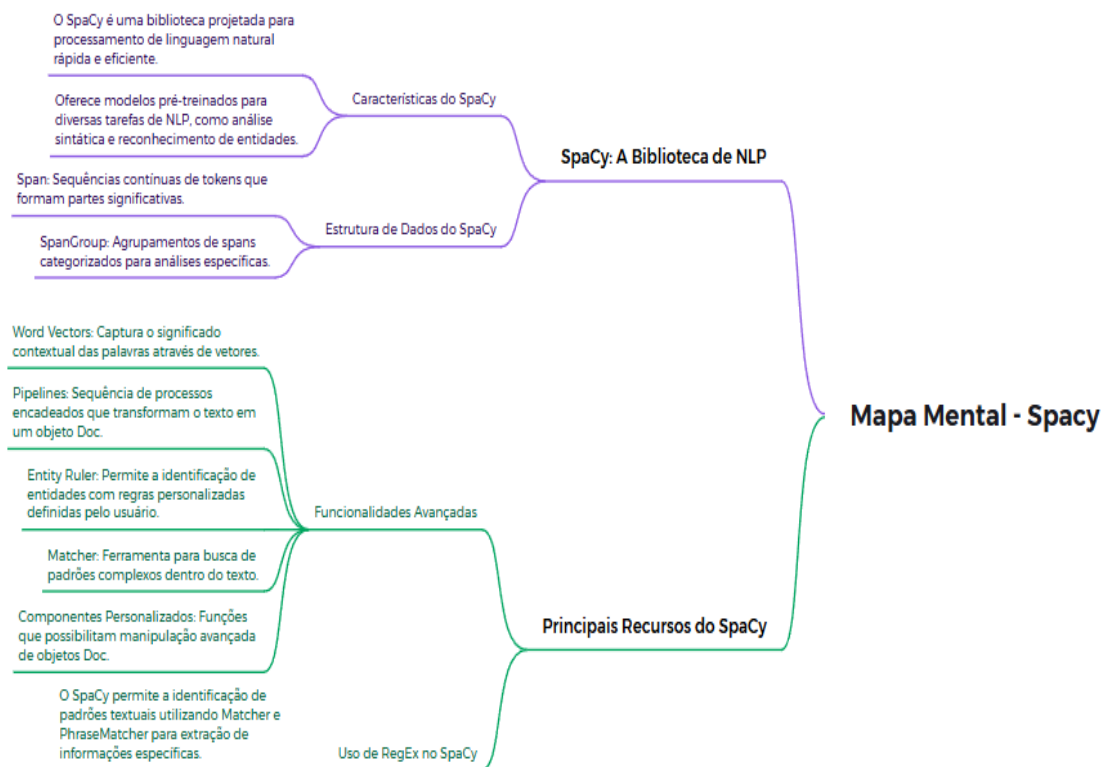 O SpaCy é uma biblioteca projetada para
processamento de linguagem natural
rápida e eficiente.
Oferece modelos pré-treinados para
diversas tarefas de NLP, como análise
sintática e reconhecimento de entidades.
Características do SpaCy
SpaCy: A Biblioteca de NLP
Span: Sequências contínuas de tokens que
formam partes significativas.
SpanGroup: Agrupamentos de spans
categorizados para análises específicas.
Estrutura de Dados do SpaCy
Word Vectors: Captura o significado
contextual das palavras através de vetores.
Pipelines: Sequência de processos
encadeados que transformam o texto em
um objeto Doc.
Entity Ruler: Permite a identificação de
entidades com regras personalizadas
definidas pelo usuário.
Matcher: Ferramenta para busca de
padrões complexos dentro do texto.
Componentes Personalizados: Funções
que possibilitam manipulação avançada
de objetos Doc.
Funcionalidades Avançadas
Principais Recursos do SpaCy
O SpaCy permite a identificação de
padrões textuais utilizando Matcher e
PhraseMatcher para extração de
informações específicas.
Uso de RegEx no SpaCy
Mapa Mental - Spacy